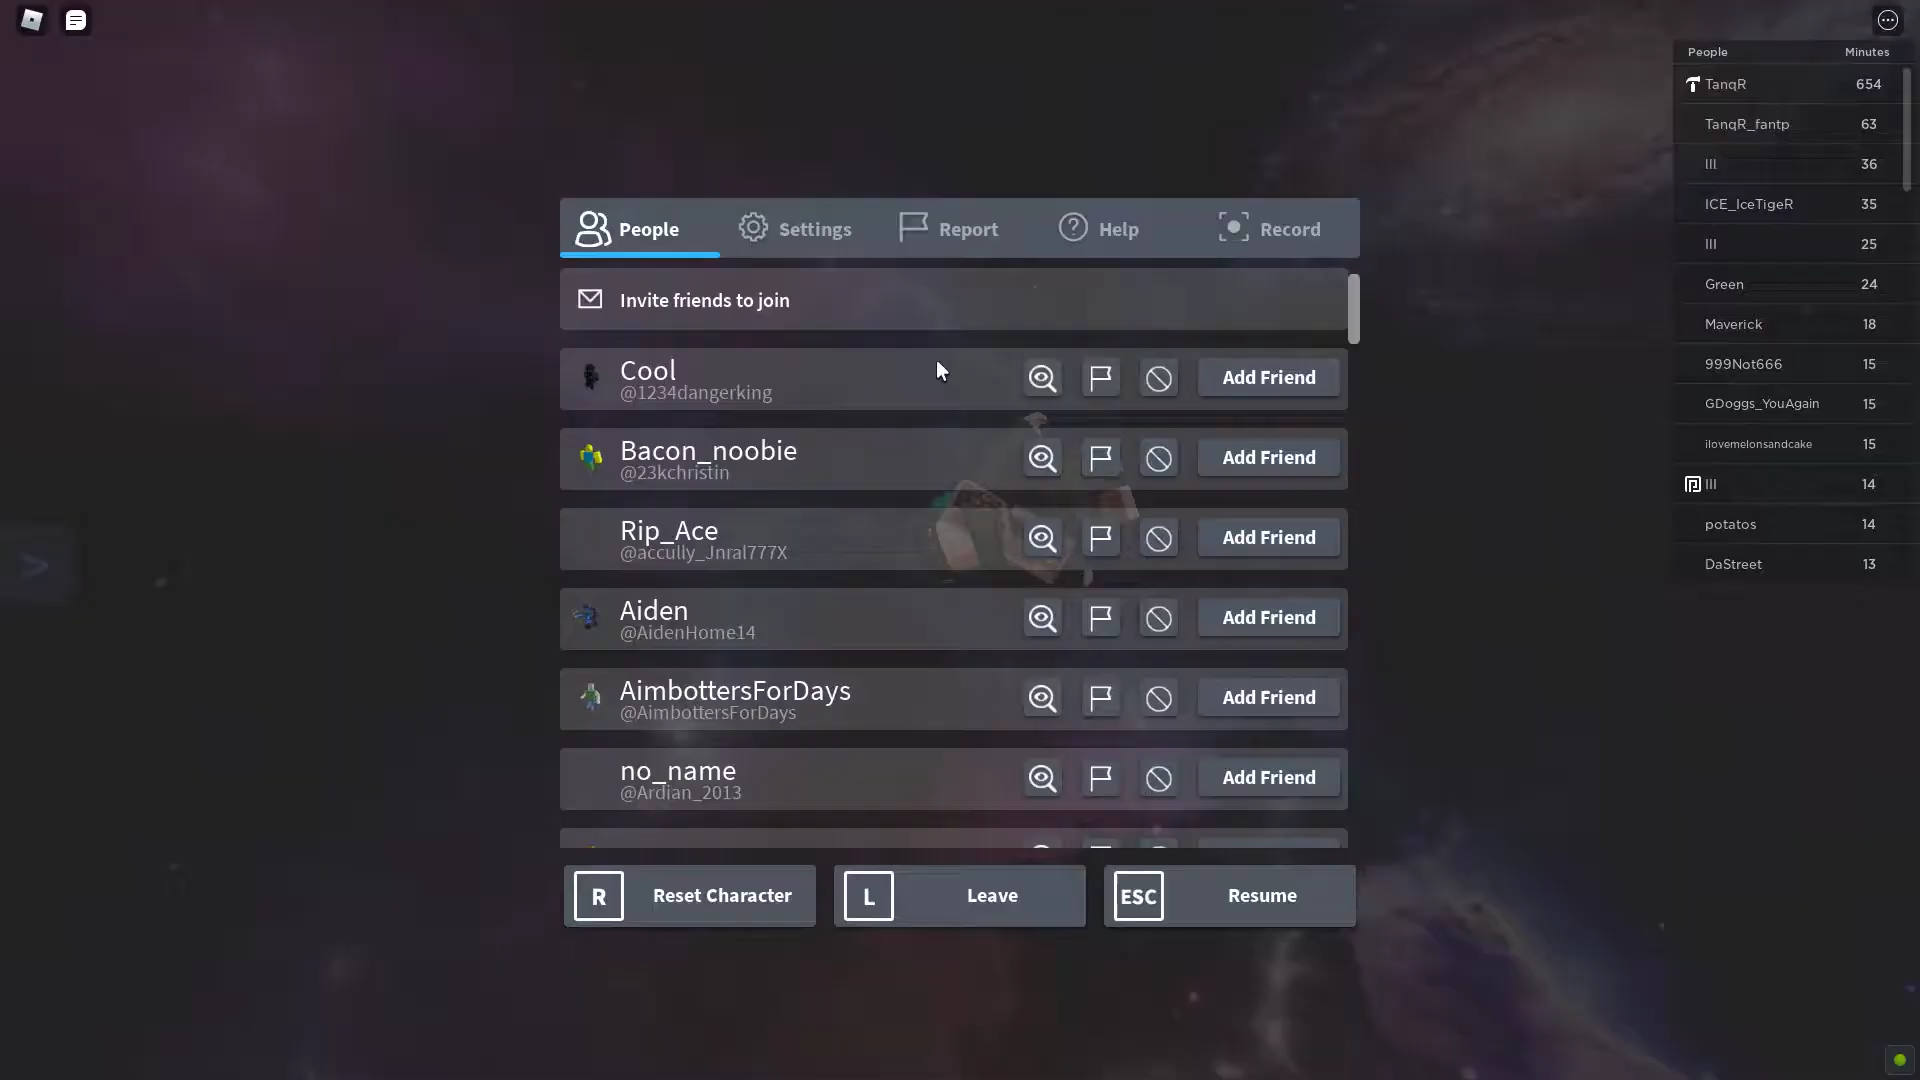 People Minutes
TanqR 654
TanqR_fantp 63
III 36
ICE_IceTigeR 35
III 25
Green 24
Maverick 18
999Not666 15
GDoggs_YouAgain 15
ilovemelonsandcake 15
III 14
potatos 14
DaStreet 13
People Settings Report Help Record
Invite friends to join
Cool
@1234dangerking
Add Friend
Bacon_noobie
@23kchristin
Add Friend
Rip_Ace
@accully_Jnral777X
Add Friend
Aiden
@AidenHome14
Add Friend
AimbottersForDays
@AimbottersForDays
Add Friend
no_name
@Ardian_2013
Add Friend
R Reset Character L Leave ESC Resume